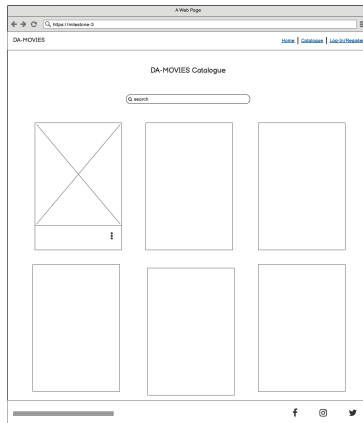 A Web Page
https://milestone-3
DA-MOVIES Home Catalogue Log-In/Register
DA-MOVIES Catalogue
search